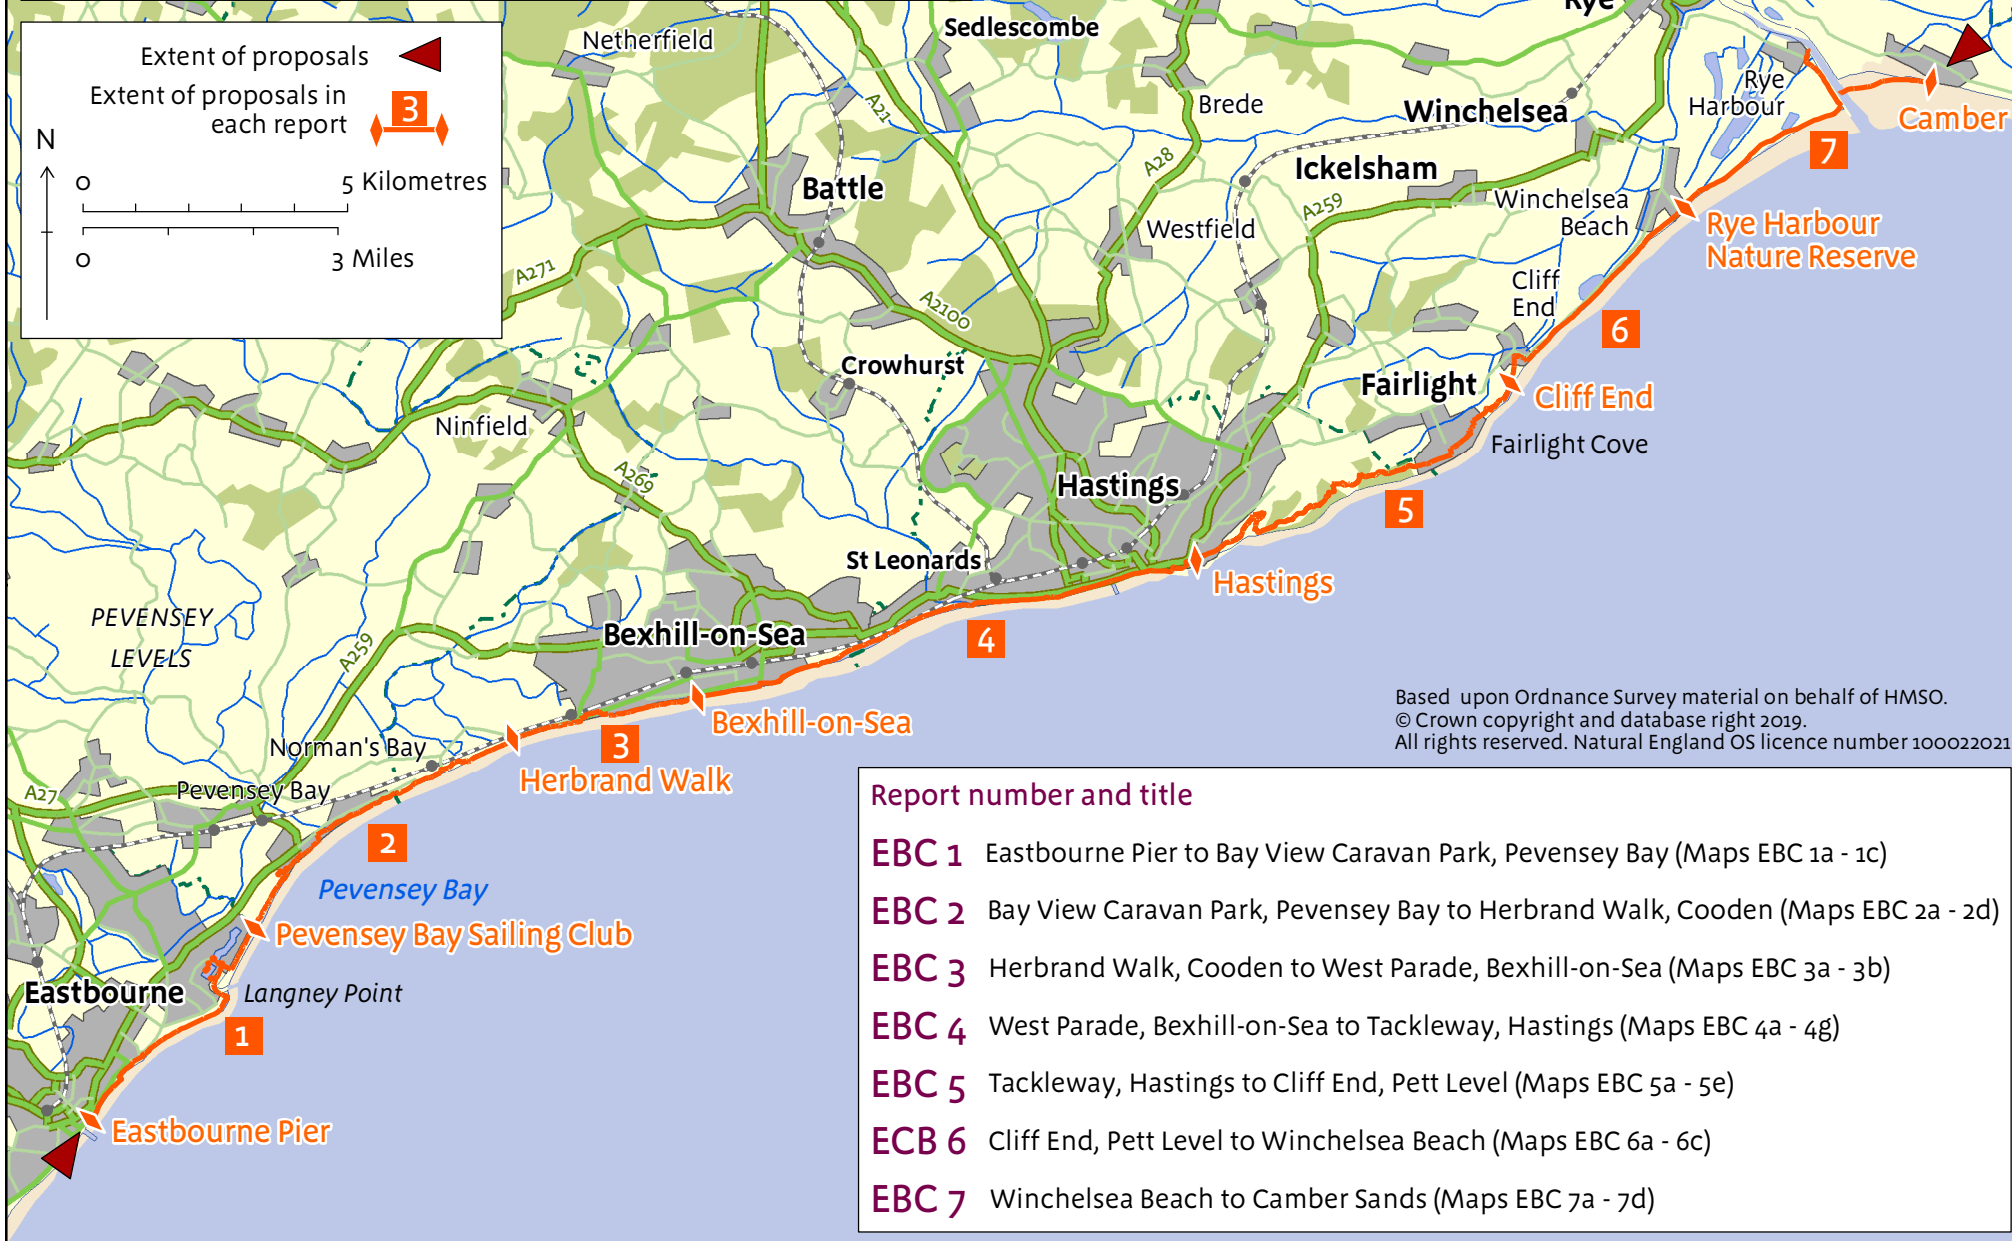 Extent of proposals
Extent of proposals in
each report
3
N
0
5 Kilometres
0
3 Miles
Netherfield
Sedlescombe
Rye
A21
Brede
Winchelsea
Rye
Harbour
Camber
7
A28
Ickelsham
Battle
A259
Winchelsea
Beach
Westfield
Rye Harbour
Nature Reserve
A271
Cliff
End
A2100
6
Crowhurst
Fairlight
Cliff End
Ninfield
Fairlight Cove
A269
Hastings
5
St Leonards
Hastings
PEVENSEY
LEVELS
A259
Bexhill-on-Sea
4
Bexhill-on-Sea
3
Norman's Bay
Herbrand Walk
A27
Pevensey Bay
2
Pevensey Bay
Pevensey Bay Sailing Club
Eastbourne
Langney Point
1
Eastbourne Pier
Based upon Ordnance Survey material on behalf of HMSO.
© Crown copyright and database right 2019.
All rights reserved. Natural England OS licence number 100022021
Report number and title
EBC 1 Eastbourne Pier to Bay View Caravan Park, Pevensey Bay (Maps EBC 1a - 1c)
EBC 2 Bay View Caravan Park, Pevensey Bay to Herbrand Walk, Cooden (Maps EBC 2a - 2d)
EBC 3 Herbrand Walk, Cooden to West Parade, Bexhill-on-Sea (Maps EBC 3a - 3b)
EBC 4 West Parade, Bexhill-on-Sea to Tackleway, Hastings (Maps EBC 4a - 4g)
EBC 5 Tackleway, Hastings to Cliff End, Pett Level (Maps EBC 5a - 5e)
ECB 6 Cliff End, Pett Level to Winchelsea Beach (Maps EBC 6a - 6c)
EBC 7 Winchelsea Beach to Camber Sands (Maps EBC 7a - 7d)